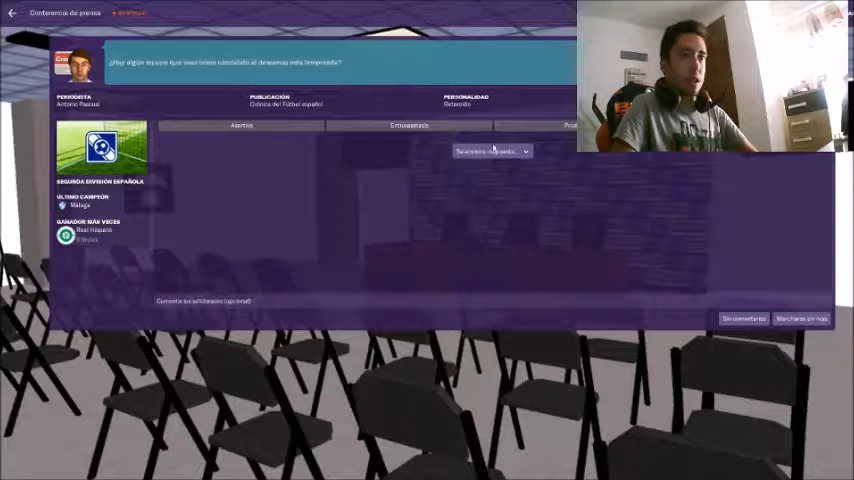 Conferencia de prensa
¿Hay algún equipo que veas como candidato al descenso esta temporada?
PERIODISTA
Antonio Pascual
PUBLICACIÓN
Crónica del Fútbol español
PERSONALIDAD
Retorcido
Asertivo
Entusiasmado
Selecciona respuesta...
SEGUNDA DIVISIÓN ESPAÑOLA
ÚLTIMO CAMPEÓN
Málaga
GANADOR MÁS VECES
Real Hispalis
Comentarios adicionales (opcional)
Sin comentarios
Marcharse sin más